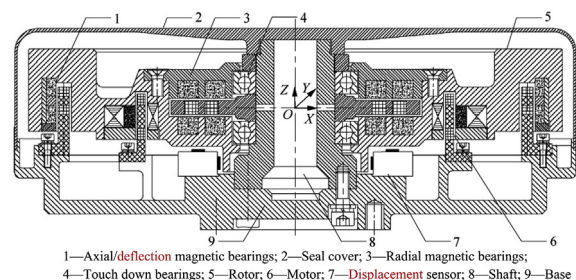 1 2 3 4 5
Z Y
O X
9 8 7 6
1—Axial/deflection magnetic bearings; 2—Seal cover; 3—Radial magnetic bearings;
4—Touch down bearings; 5—Rotor; 6—Motor; 7—Displacement sensor; 8—Shaft; 9—Base